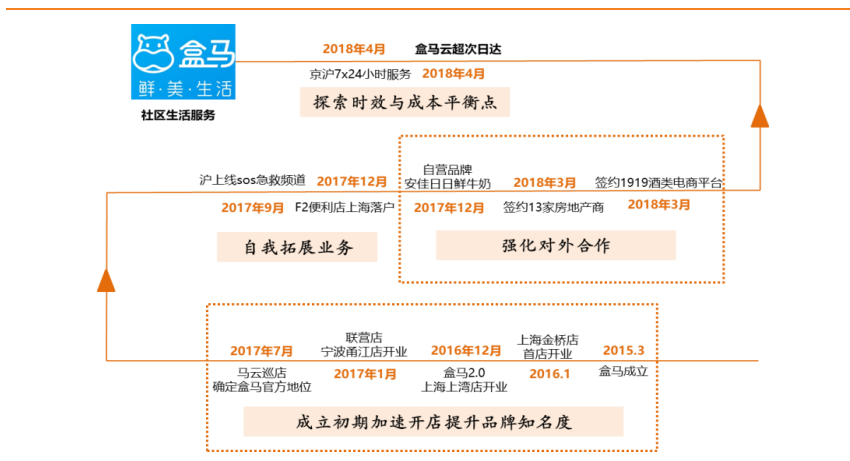 盒马
鲜·美·生活
社区生活服务
2018年4月 盒马云超次日达
京沪7x24小时服务 2018年4月
探索时效与成本平衡点
沪上线sos急救频道 2017年12月
自营品牌
安佳日日鲜牛奶
2018年3月 签约1919酒类电商平台
2017年9月 F2便利店上海落户
2017年12月 签约13家房地产商 2018年3月
自我拓展业务
强化对外合作
2017年7月
联营店
宁波甬江店开业
2016年12月
上海金桥店
首店开业
2015.3
马云巡店
确定盒马官方地位
2017年1月
盒马2.0
上海上湾店开业
2016.1
盒马成立
成立初期加速开店提升品牌知名度